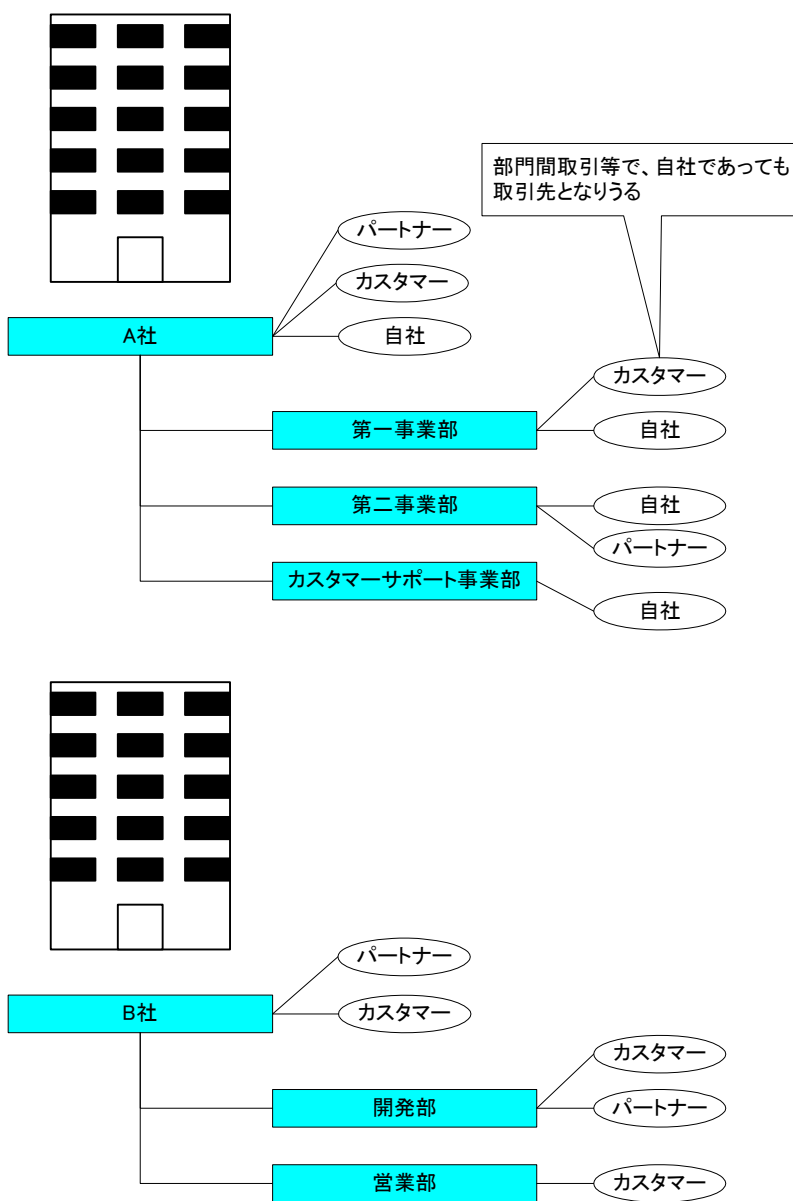 部門間取引等で、自社であっても
取引先となりうる
パートナー
カスタマー
A社
自社
カスタマー
第一事業部
自社
第二事業部
自社
パートナー
カスタマーサポート事業部
自社
パートナー
B社
カスタマー
カスタマー
開発部
パートナー
営業部
カスタマー